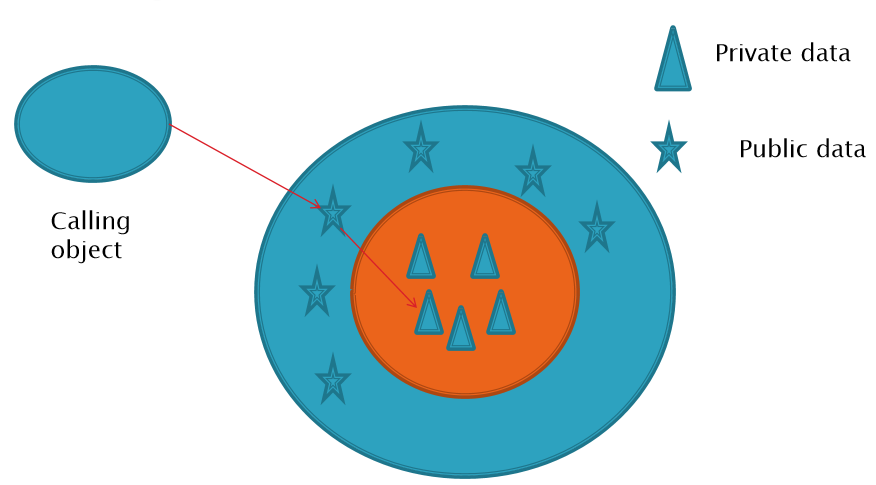 Private data
Public data
Calling
object